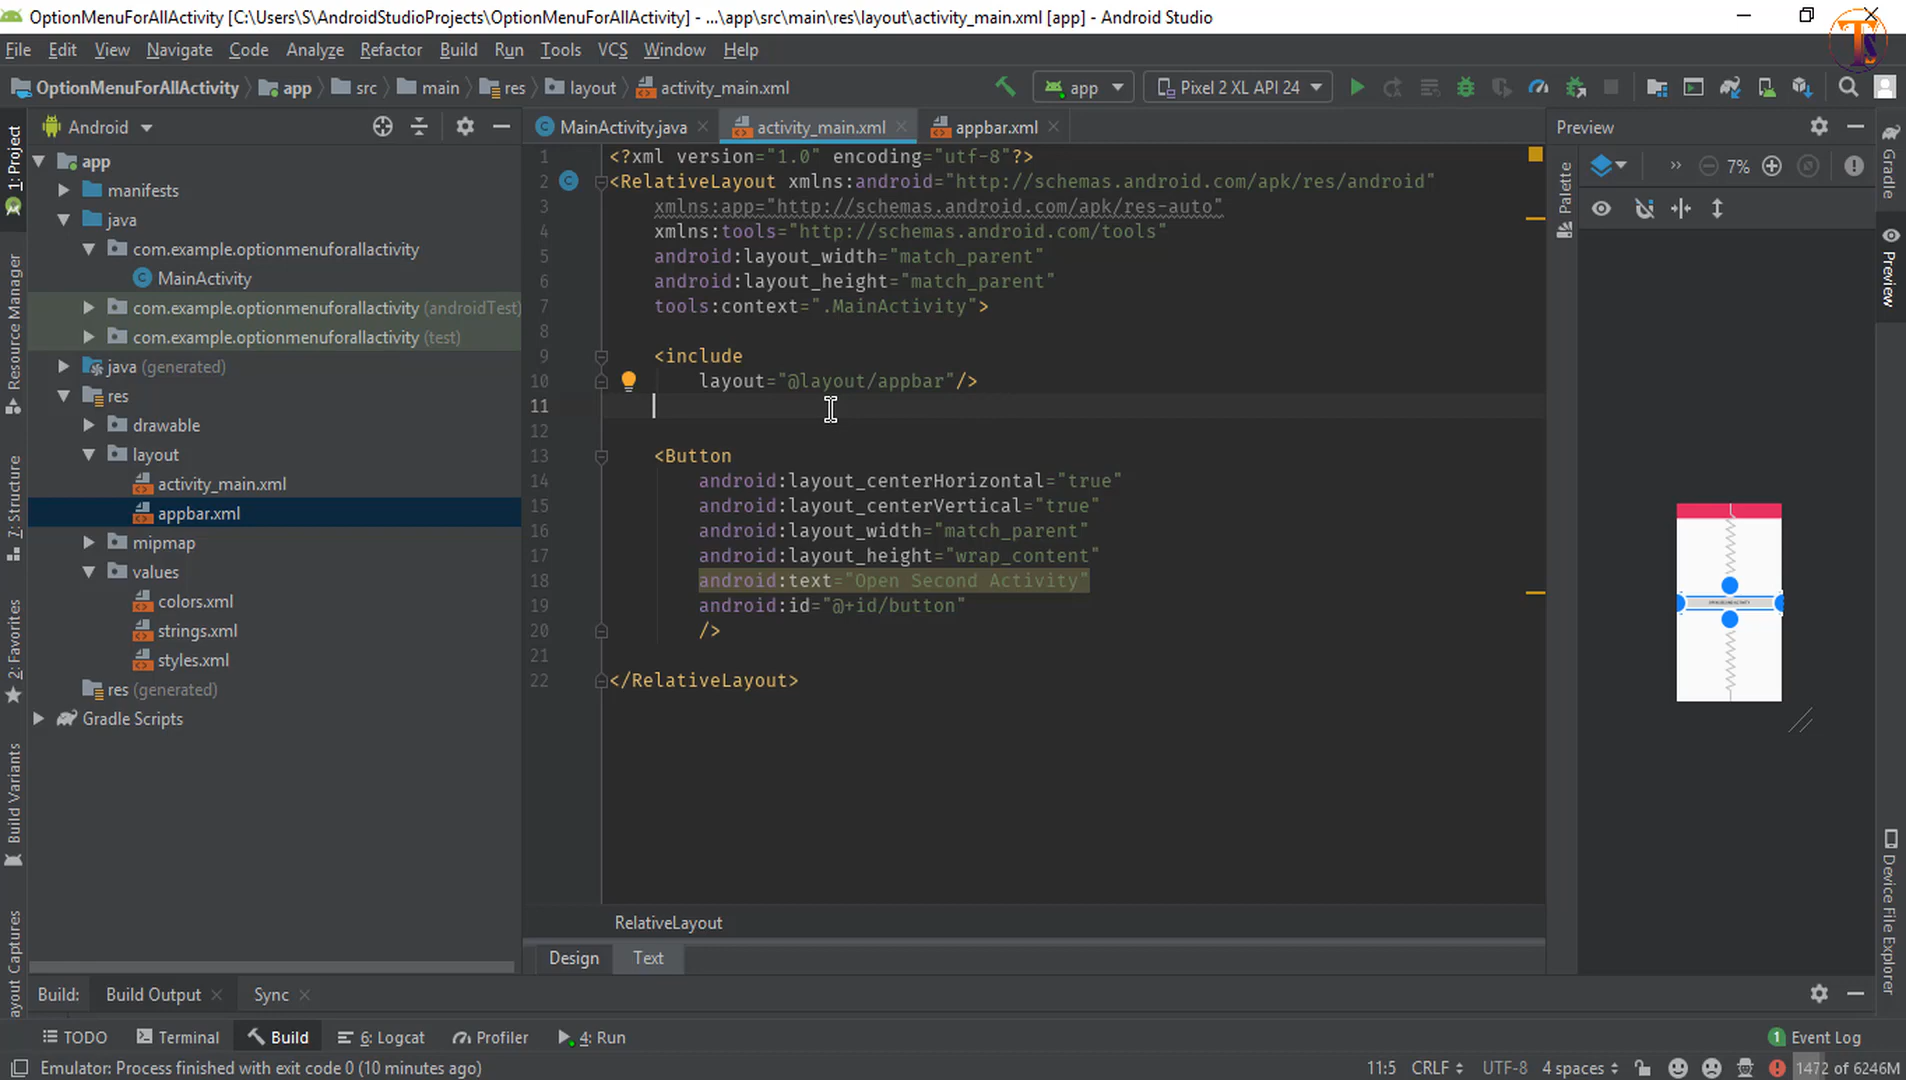 OptionMenuForAllActivity [C:\Users\S\AndroidStudioProjects\OptionMenuForAllActivity] - ...\app\src\main\res\layout\activity_main.xml [app] - Android Studio
File Edit View Navigate Code Analyze Refactor Build Run Tools VCS Window Help
OptionMenuForAllActivity app src main res layout activity_main.xml app Pixel 2 XL API 24
Android MainActivity.java activity_main.xml appbar.xml Preview
1: Project
Resource Manager
7: Structure
2: Favorites
Build Variants
ayout Captures
app
manifests
java
com.example.optionmenuforallactivity
MainActivity
com.example.optionmenuforallactivity (androidTest)
com.example.optionmenuforallactivity (test)
java (generated)
res
drawable
layout
activity_main.xml
appbar.xml
mipmap
values
colors.xml
strings.xml
styles.xml
res (generated)
Gradle Scripts
1 <?xml version="1.0" encoding="utf-8"?>
2 <RelativeLayout xmlns:android="http://schemas.android.com/apk/res/android"
3 xmlns:app="http://schemas.android.com/apk/res-auto"
4 xmlns:tools="http://schemas.android.com/tools"
5 android:layout_width="match_parent"
6 android:layout_height="match_parent"
7 tools:context=".MainActivity">
8
9 <include
10 layout="@layout/appbar"/>
11
12
13 <Button
14 android:layout_centerHorizontal="true"
15 android:layout_centerVertical="true"
16 android:layout_width="match_parent"
17 android:layout_height="wrap_content"
18 android:text="Open Second Activity"
19 android:id="@+id/button"
20 />
21
22 </RelativeLayout>
RelativeLayout
Design Text
Palette
7%
Gradle
Preview
Device File Explorer
Build: Build Output Sync
TODO Terminal Build 6: Logcat Profiler 4: Run 1 Event Log
Emulator: Process finished with exit code 0 (10 minutes ago) 11:5 CRLF UTF-8 4 spaces 1472 of 6246M